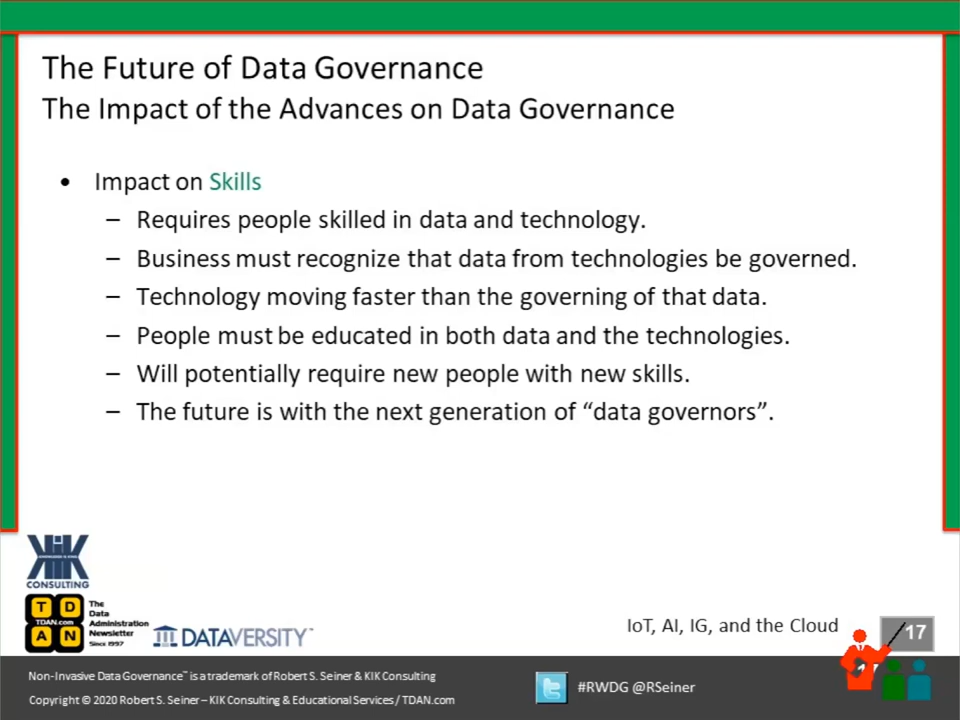 The Future of Data Governance
The Impact of the Advances on Data Governance
• Impact on Skills
– Requires people skilled in data and technology.
– Business must recognize that data from technologies be governed.
– Technology moving faster than the governing of that data.
– People must be educated in both data and the technologies.
– Will potentially require new people with new skills.
– The future is with the next generation of “data governors”.
KIK
CONSULTING
T D
TDAN.com
A N
The
Data
Administration
Newsletter
Since 1997
DATAVERSITY™
IoT, AI, IG, and the Cloud
17
Non-Invasive Data Governance™ is a trademark of Robert S. Seiner & KIK Consulting
Copyright © 2020 Robert S. Seiner – KIK Consulting & Educational Services / TDAN.com
#RWDG @RSeiner